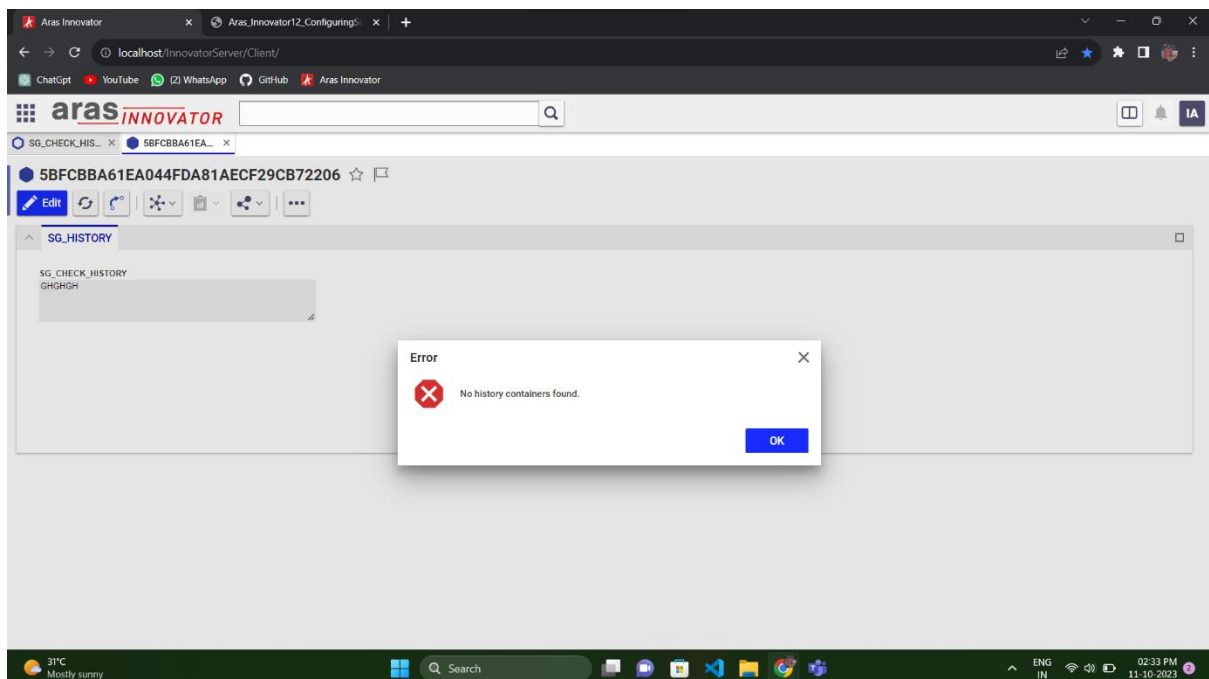 Aras Innovator
Aras_Innovator12_ConfiguringSo
localhost/InnovatorServer/Client/
ChatGpt YouTube (2) WhatsApp GitHub Aras Innovator
aras INNOVATOR
IA
SG_CHECK_HIS... 5BFCBBA61EA...
5BFCBBA61EA044FDA81AECF29CB72206
Edit
SG_HISTORY
SG_CHECK_HISTORY
GHGHGH
Error
No history containers found.
OK
31°C
Mostly sunny
Search
ENG
IN
02:33 PM
11-10-2023
2